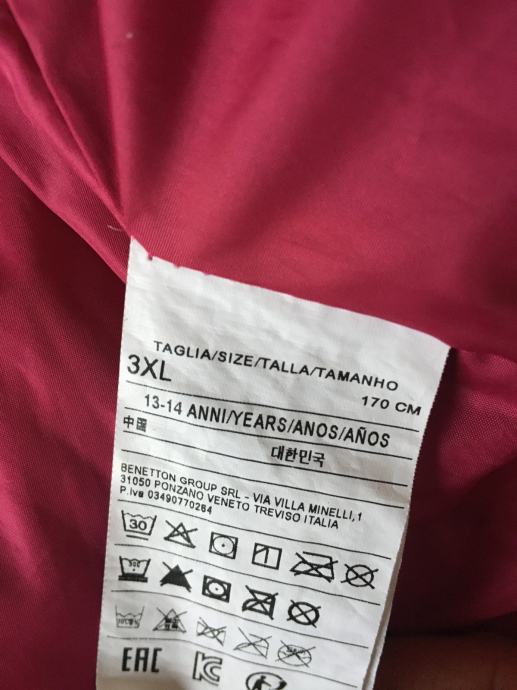 TAGLIA/SIZE/TALLA/TAMANHO
3XL
170 CM
13-14 ANNI/YEARS/ANOS/AÑOS
中国
대한민국
BENETTON GROUP SRL - VIA VILLA MINELLI,1
31050 PONZANO VENETO TREVISO ITALIA
P.Iva 03490770264
30
EAC